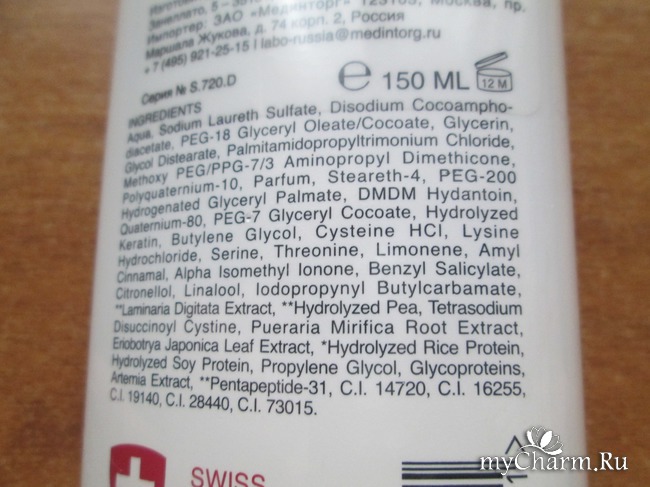 Импортер: ЗАО «Мединторг» 123103, Москва, пр.
Маршала Жукова, д. 74 корп. 2, Россия
+7 (495) 921-25-15 | labo-russia@medintorg.ru
Серия № S.720.D
℮ 150 ML 12 M
INGREDIENTS
Aqua, Sodium Laureth Sulfate, Disodium Cocoampho-
diacetate, PEG-18 Glyceryl Oleate/Cocoate, Glycerin,
Glycol Distearate, Palmitamidopropyltrimonium Chloride,
Methoxy PEG/PPG-7/3 Aminopropyl Dimethicone,
Polyquaternium-10, Parfum, Steareth-4, PEG-200
Hydrogenated Glyceryl Palmate, DMDM Hydantoin,
Quaternium-80, PEG-7 Glyceryl Cocoate, Hydrolyzed
Keratin, Butylene Glycol, Cysteine HCl, Lysine
Hydrochloride, Serine, Threonine, Limonene, Amyl
Cinnamal, Alpha Isomethyl Ionone, Benzyl Salicylate,
Citronellol, Linalool, Iodopropynyl Butylcarbamate,
*Laminaria Digitata Extract, **Hydrolyzed Pea, Tetrasodium
Disuccinoyl Cystine, Pueraria Mirifica Root Extract,
Eriobotrya Japonica Leaf Extract, *Hydrolyzed Rice Protein,
Hydrolyzed Soy Protein, Propylene Glycol, Glycoproteins,
Artemia Extract, **Pentapeptide-31, C.I. 14720, C.I. 16255,
C.I. 19140, C.I. 28440, C.I. 73015.
SWISS
myCharm.Ru